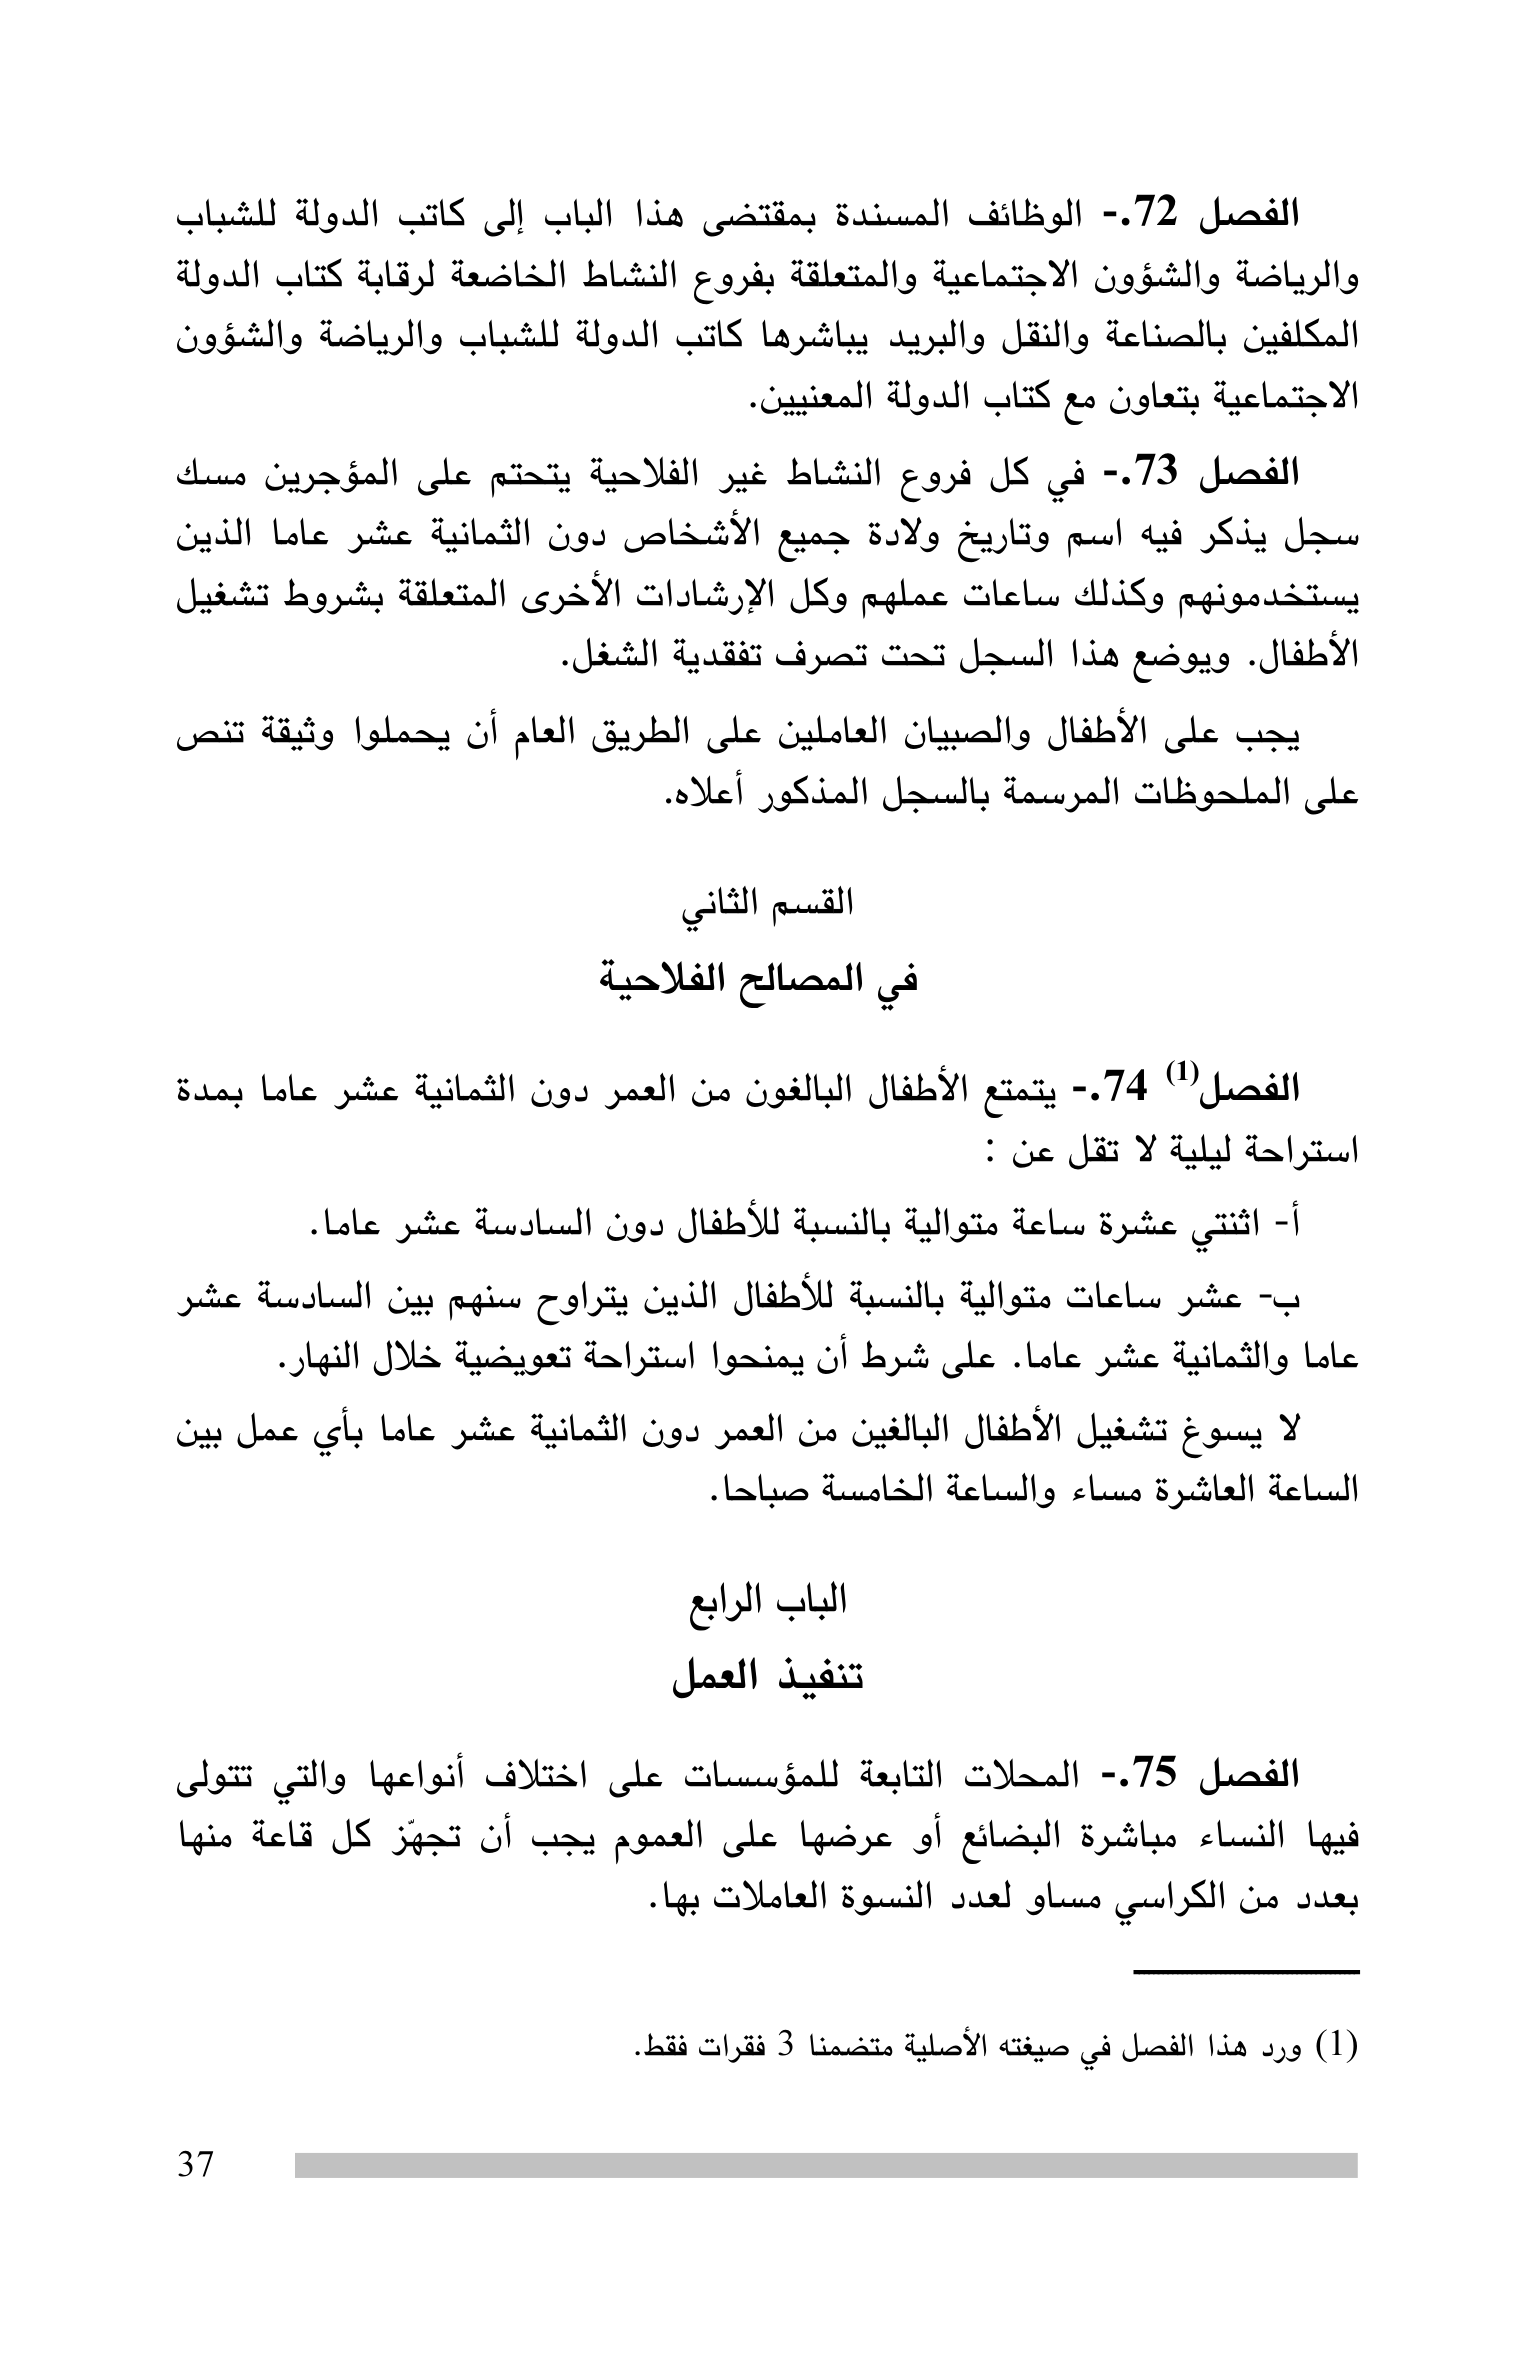 الفصل 72.- الوظائف المسندة بمقتضى هذا الباب إلى كاتب الدولة للشباب
والرياضة والشؤون الاجتماعية والمتعلقة بفروع النشاط الخاضعة لرقابة كتاب الدولة
المكلفين بالصناعة والنقل والبريد يباشرها كاتب الدولة للشباب والرياضة والشؤون
الاجتماعية بتعاون مع كتاب الدولة المعنيين.
الفصل 73.- في كل فروع النشاط غير الفلاحية يتحتم على المؤجرين مسك
سجل يذكر فيه اسم وتاريخ ولادة جميع الأشخاص دون الثمانية عشر عاما الذين
يستخدمونهم وكذلك ساعات عملهم وكل الإرشادات الأخرى المتعلقة بشروط تشغيل
الأطفال. ويوضع هذا السجل تحت تصرف تفقدية الشغل.
يجب على الأطفال والصبيان العاملين على الطريق العام أن يحملوا وثيقة تنص
على الملحوظات المرسمة بالسجل المذكور أعلاه.
القسم الثاني
في المصالح الفلاحية
الفصل(1) 74.- يتمتع الأطفال البالغون من العمر دون الثمانية عشر عاما بمدة
استراحة ليلية لا تقل عن :
أ- اثنتي عشرة ساعة متوالية بالنسبة للأطفال دون السادسة عشر عاما.
ب- عشر ساعات متوالية بالنسبة للأطفال الذين يتراوح سنهم بين السادسة عشر
عاما والثمانية عشر عاما. على شرط أن يمنحوا استراحة تعويضية خلال النهار.
لا يسوغ تشغيل الأطفال البالغين من العمر دون الثمانية عشر عاما بأي عمل بين
الساعة العاشرة مساء والساعة الخامسة صباحا.
الباب الرابع
تنفيذ العمل
الفصل 75.- المحلات التابعة للمؤسسات على اختلاف أنواعها والتي تتولى
فيها النساء مباشرة البضائع أو عرضها على العموم يجب أن تجهّز كل قاعة منها
بعدد من الكراسي مساو لعدد النسوة العاملات بها.
(1) ورد هذا الفصل في صيغته الأصلية متضمنا 3 فقرات فقط.
37